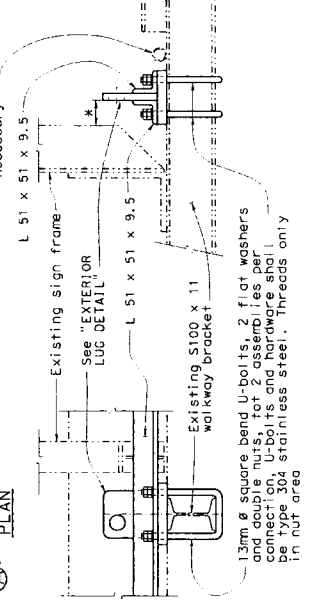 PLAN
L 51 x 51 x 9.5
Existing sign frame
See "EXTERIOR
LUG DETAIL"
L 51 x 51 x 9.5
*
Existing S100 x 11
walkway bracket
13mm ø square bend U-bolts, 2 flat washers
and double nuts, tot 2 assemblies per
connection, U-bolts and hardware shall
be type 304 stainless steel. Threads only
in nut area